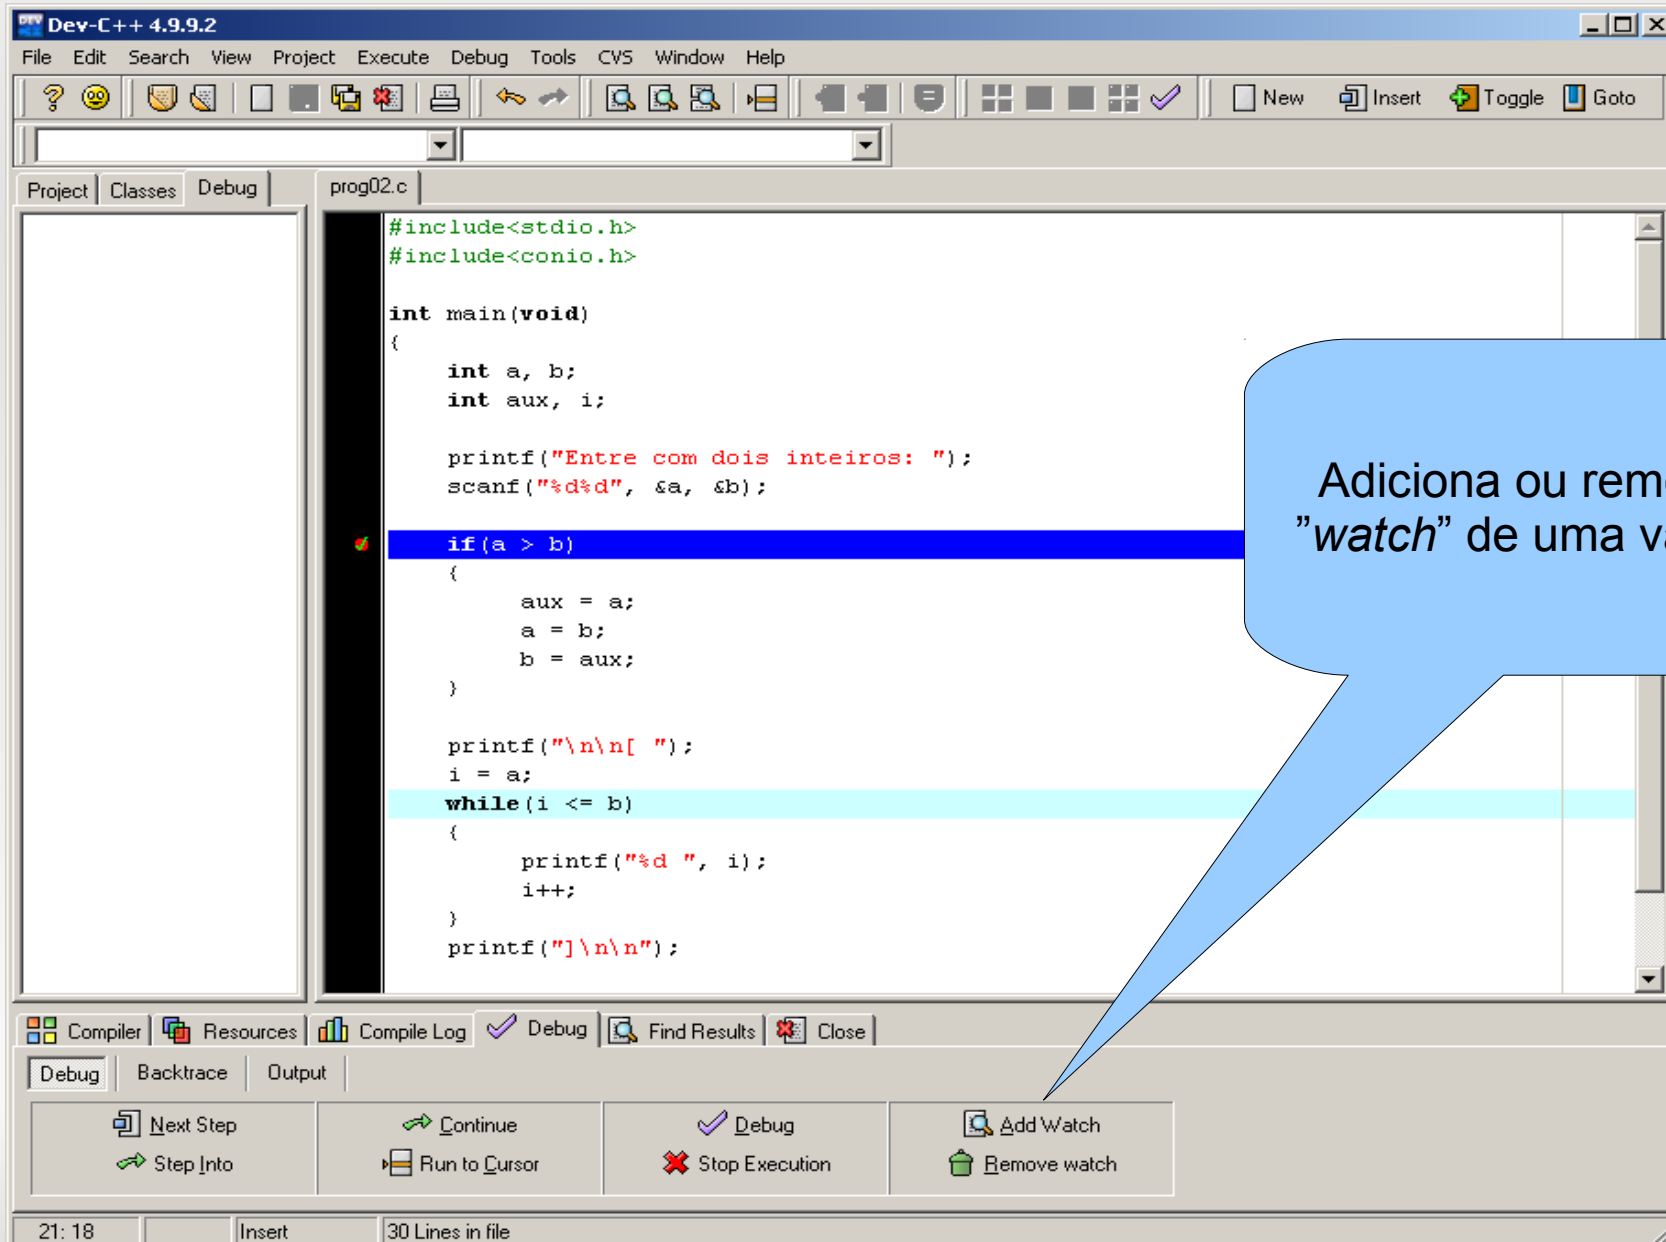 Dev-C++ 4.9.9.2
File Edit Search View Project Execute Debug Tools CVS Window Help
New Insert Toggle Goto
Project Classes Debug prog02.c
#include<stdio.h>
#include<conio.h>
int main(void)
{
int a, b;
int aux, i;
printf("Entre com dois inteiros: ");
scanf("%d%d", &a, &b);
if(a > b)
{
aux = a;
a = b;
b = aux;
}
printf("\n\n[ ");
i = a;
while(i <= b)
{
printf("%d ", i);
i++;
}
printf("]\n\n");
Adiciona ou rem
"watch" de uma va
Compiler Resources Compile Log Debug Find Results Close
Debug Backtrace Output
Next Step Continue Debug Add Watch
Step Into Run to Cursor Stop Execution Remove watch
21: 18 Insert 30 Lines in file